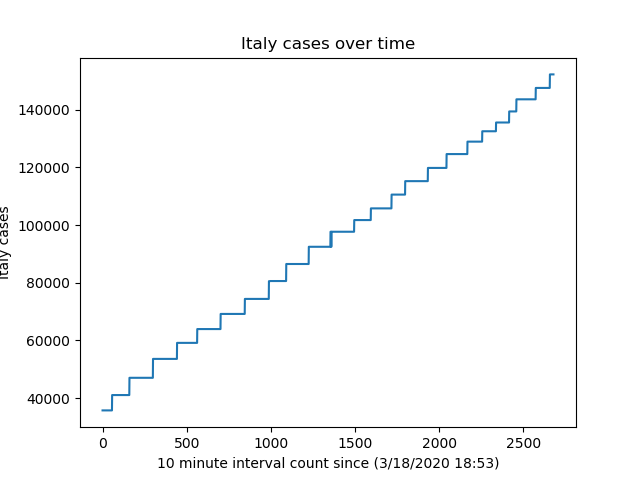 Italy cases over time
Italy cases
140000
120000
100000
80000
60000
40000
0 500 1000 1500 2000 2500
10 minute interval count since (3/18/2020 18:53)